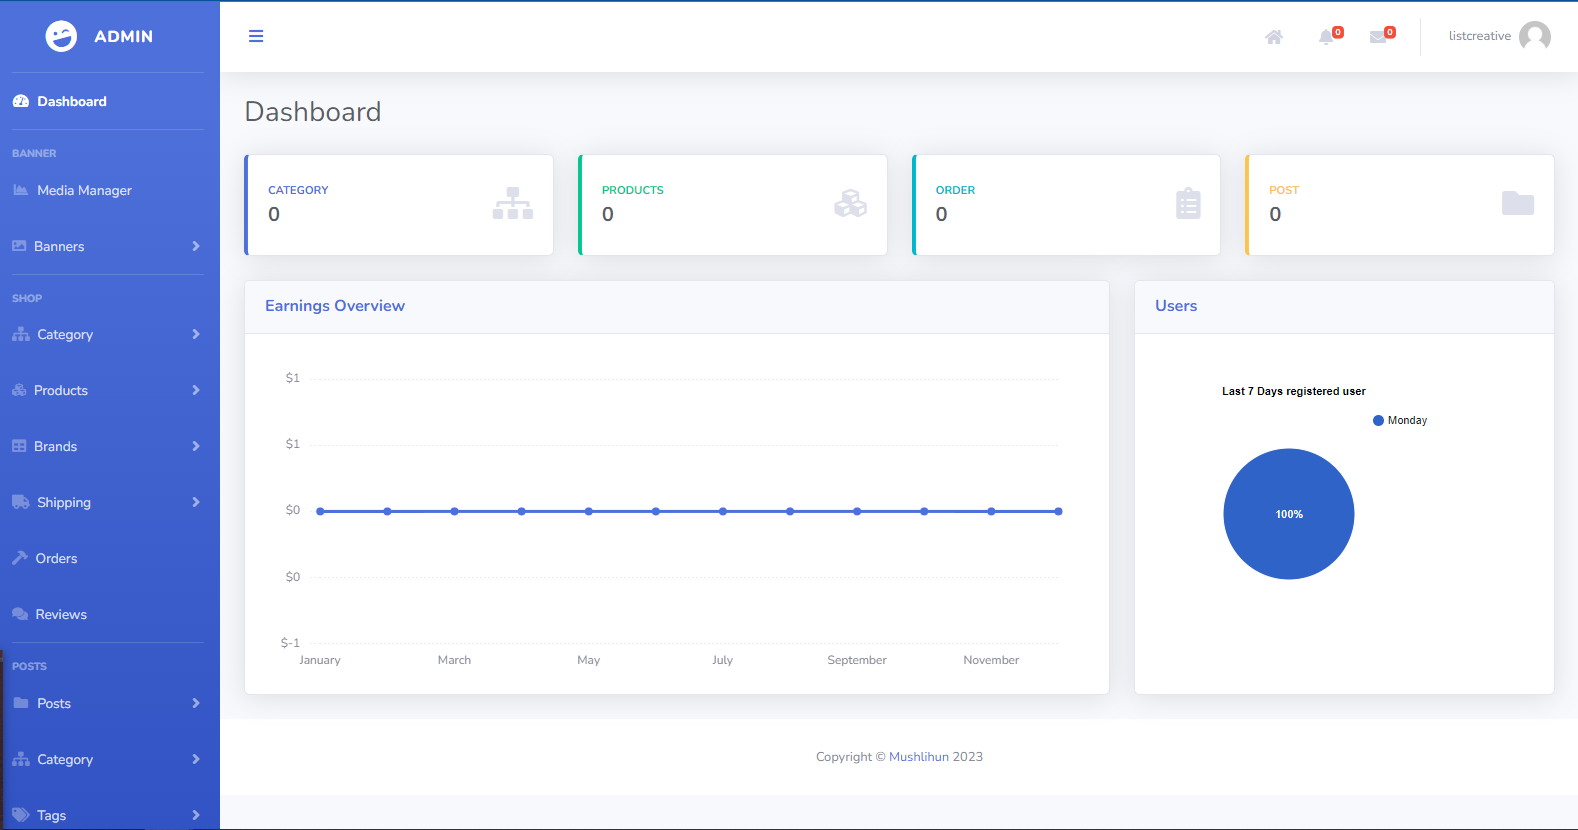 ADMIN
0
0
listcreative
Dashboard
BANNER
Media Manager
Banners
SHOP
Category
Products
Brands
Shipping
Orders
Reviews
POSTS
Posts
Category
Tags
Dashboard
CATEGORY
0
PRODUCTS
0
ORDER
0
POST
0
Earnings Overview
$1
$1
$0
$0
$-1
January
March
May
July
September
November
Users
Last 7 Days registered user
Monday
100%
Copyright © Mushlihun 2023